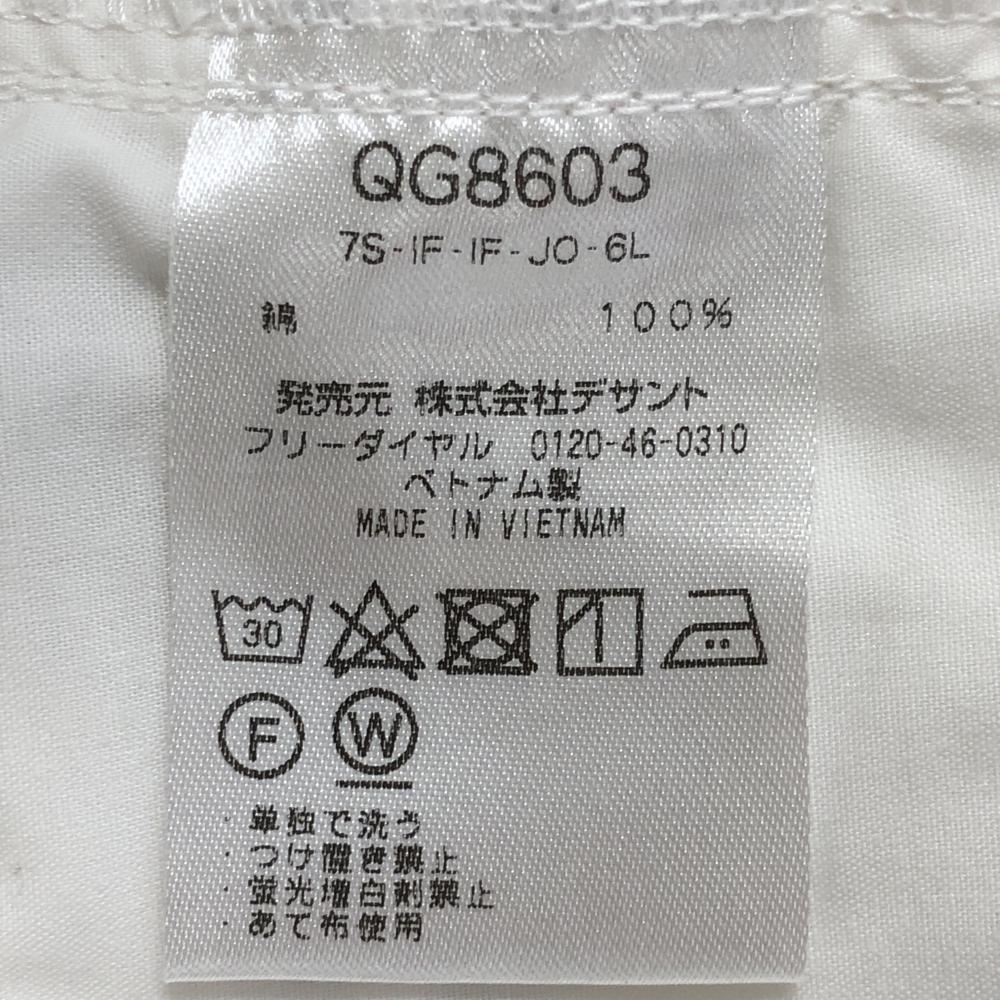 QG8603
7S-IF-IF-JO-6L
綿 100%
発売元 株式会社デサント
フリーダイヤル 0120-46-0310
ベトナム製
MADE IN VIETNAM
30
F W
・単独で洗う
・つけ置き禁止
・蛍光増白剤禁止
・あて布使用